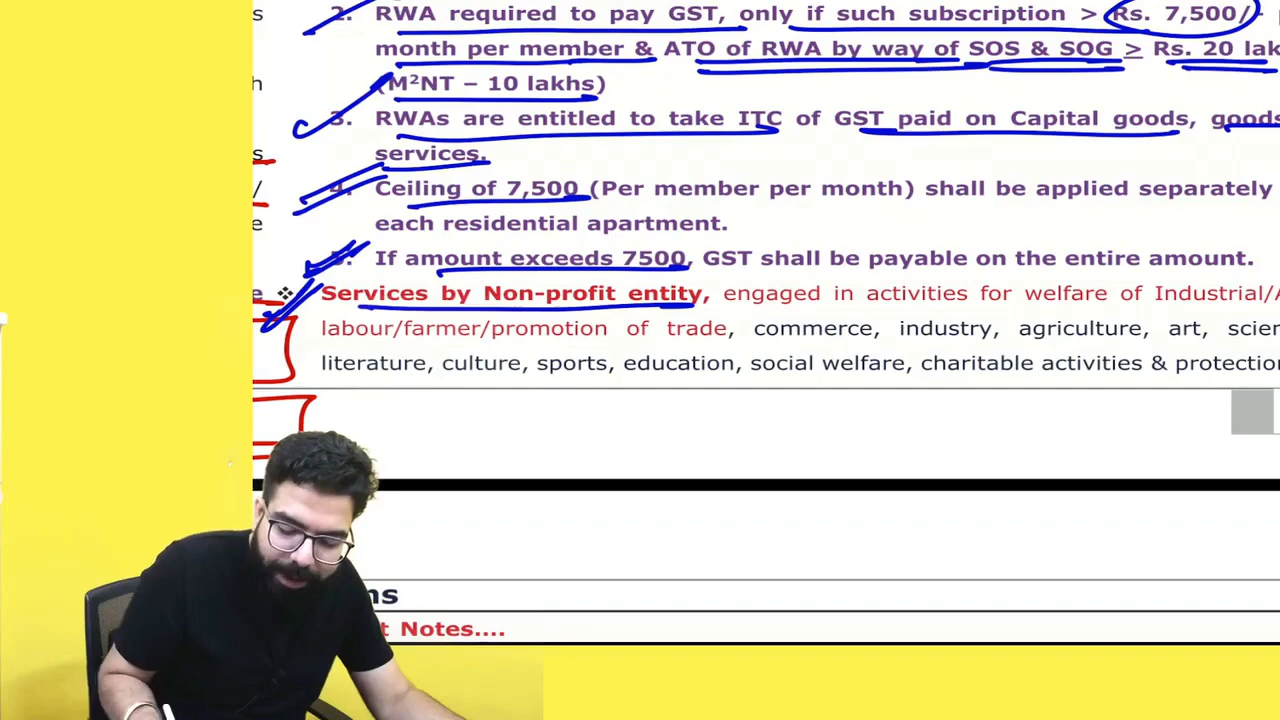 s
2. RWA required to pay GST, only if such subscription > Rs. 7,500/-
month per member & ATO of RWA by way of SOS & SOG ≥ Rs. 20
h
(M²NT – 10 lakhs)
3. RWAs are entitled to take ITC of GST paid on Capital goods, goods
s
services.
/
4. Ceiling of 7,500 (Per member per month) shall be applied separately
e
each residential apartment.
5. If amount exceeds 7500, GST shall be payable on the entire amount.
e
❖ Services by Non-profit entity, engaged in activities for welfare of Industrial/
labour/farmer/promotion of trade, commerce, industry, agriculture, art,
literature, culture, sports, education, social welfare, charitable activities &
Notes....